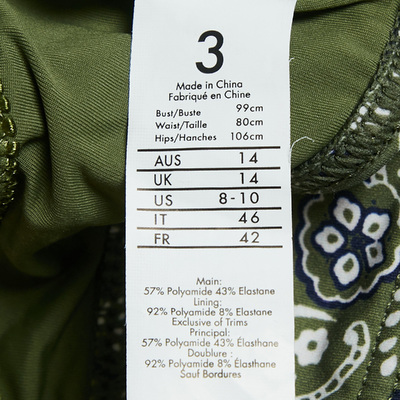 3
Made in China
Fabriqué en Chine
Bust/Buste 99cm
Waist/Taille 80cm
Hips/Hanches 106cm
AUS 14
UK 14
US 8-10
IT 46
FR 42
Main:
57% Polyamide 43% Elastane
Lining:
92% Polyamide 8% Elastane
Exclusive of Trims
Principal:
57% Polyamide 43% Élasthane
Doublure :
92% Polyamide 8% Élasthane
Sauf Bordures